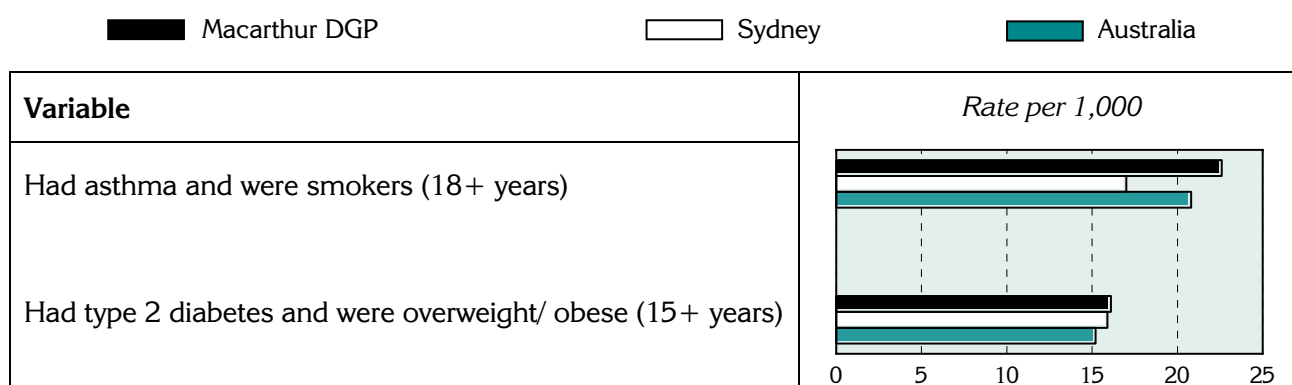 Macarthur DGP Sydney Australia
Variable Rate per 1,000
Had asthma and were smokers (18+ years)
Had type 2 diabetes and were overweight/ obese (15+ years)
0 5 10 15 20 25